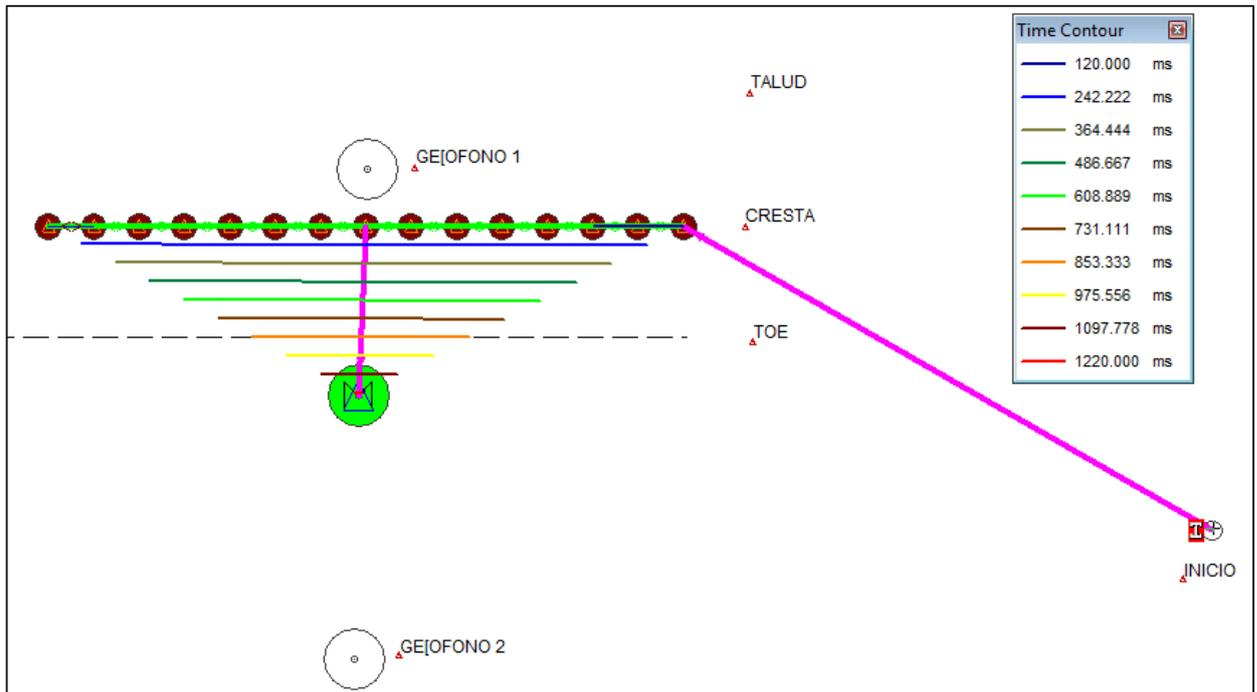 Time Contour
120.000 ms
242.222 ms
364.444 ms
486.667 ms
608.889 ms
731.111 ms
853.333 ms
975.556 ms
1097.778 ms
1220.000 ms
TALUD
GE[OFONO 1
CRESTA
TOE
I
INICIO
GE[OFONO 2